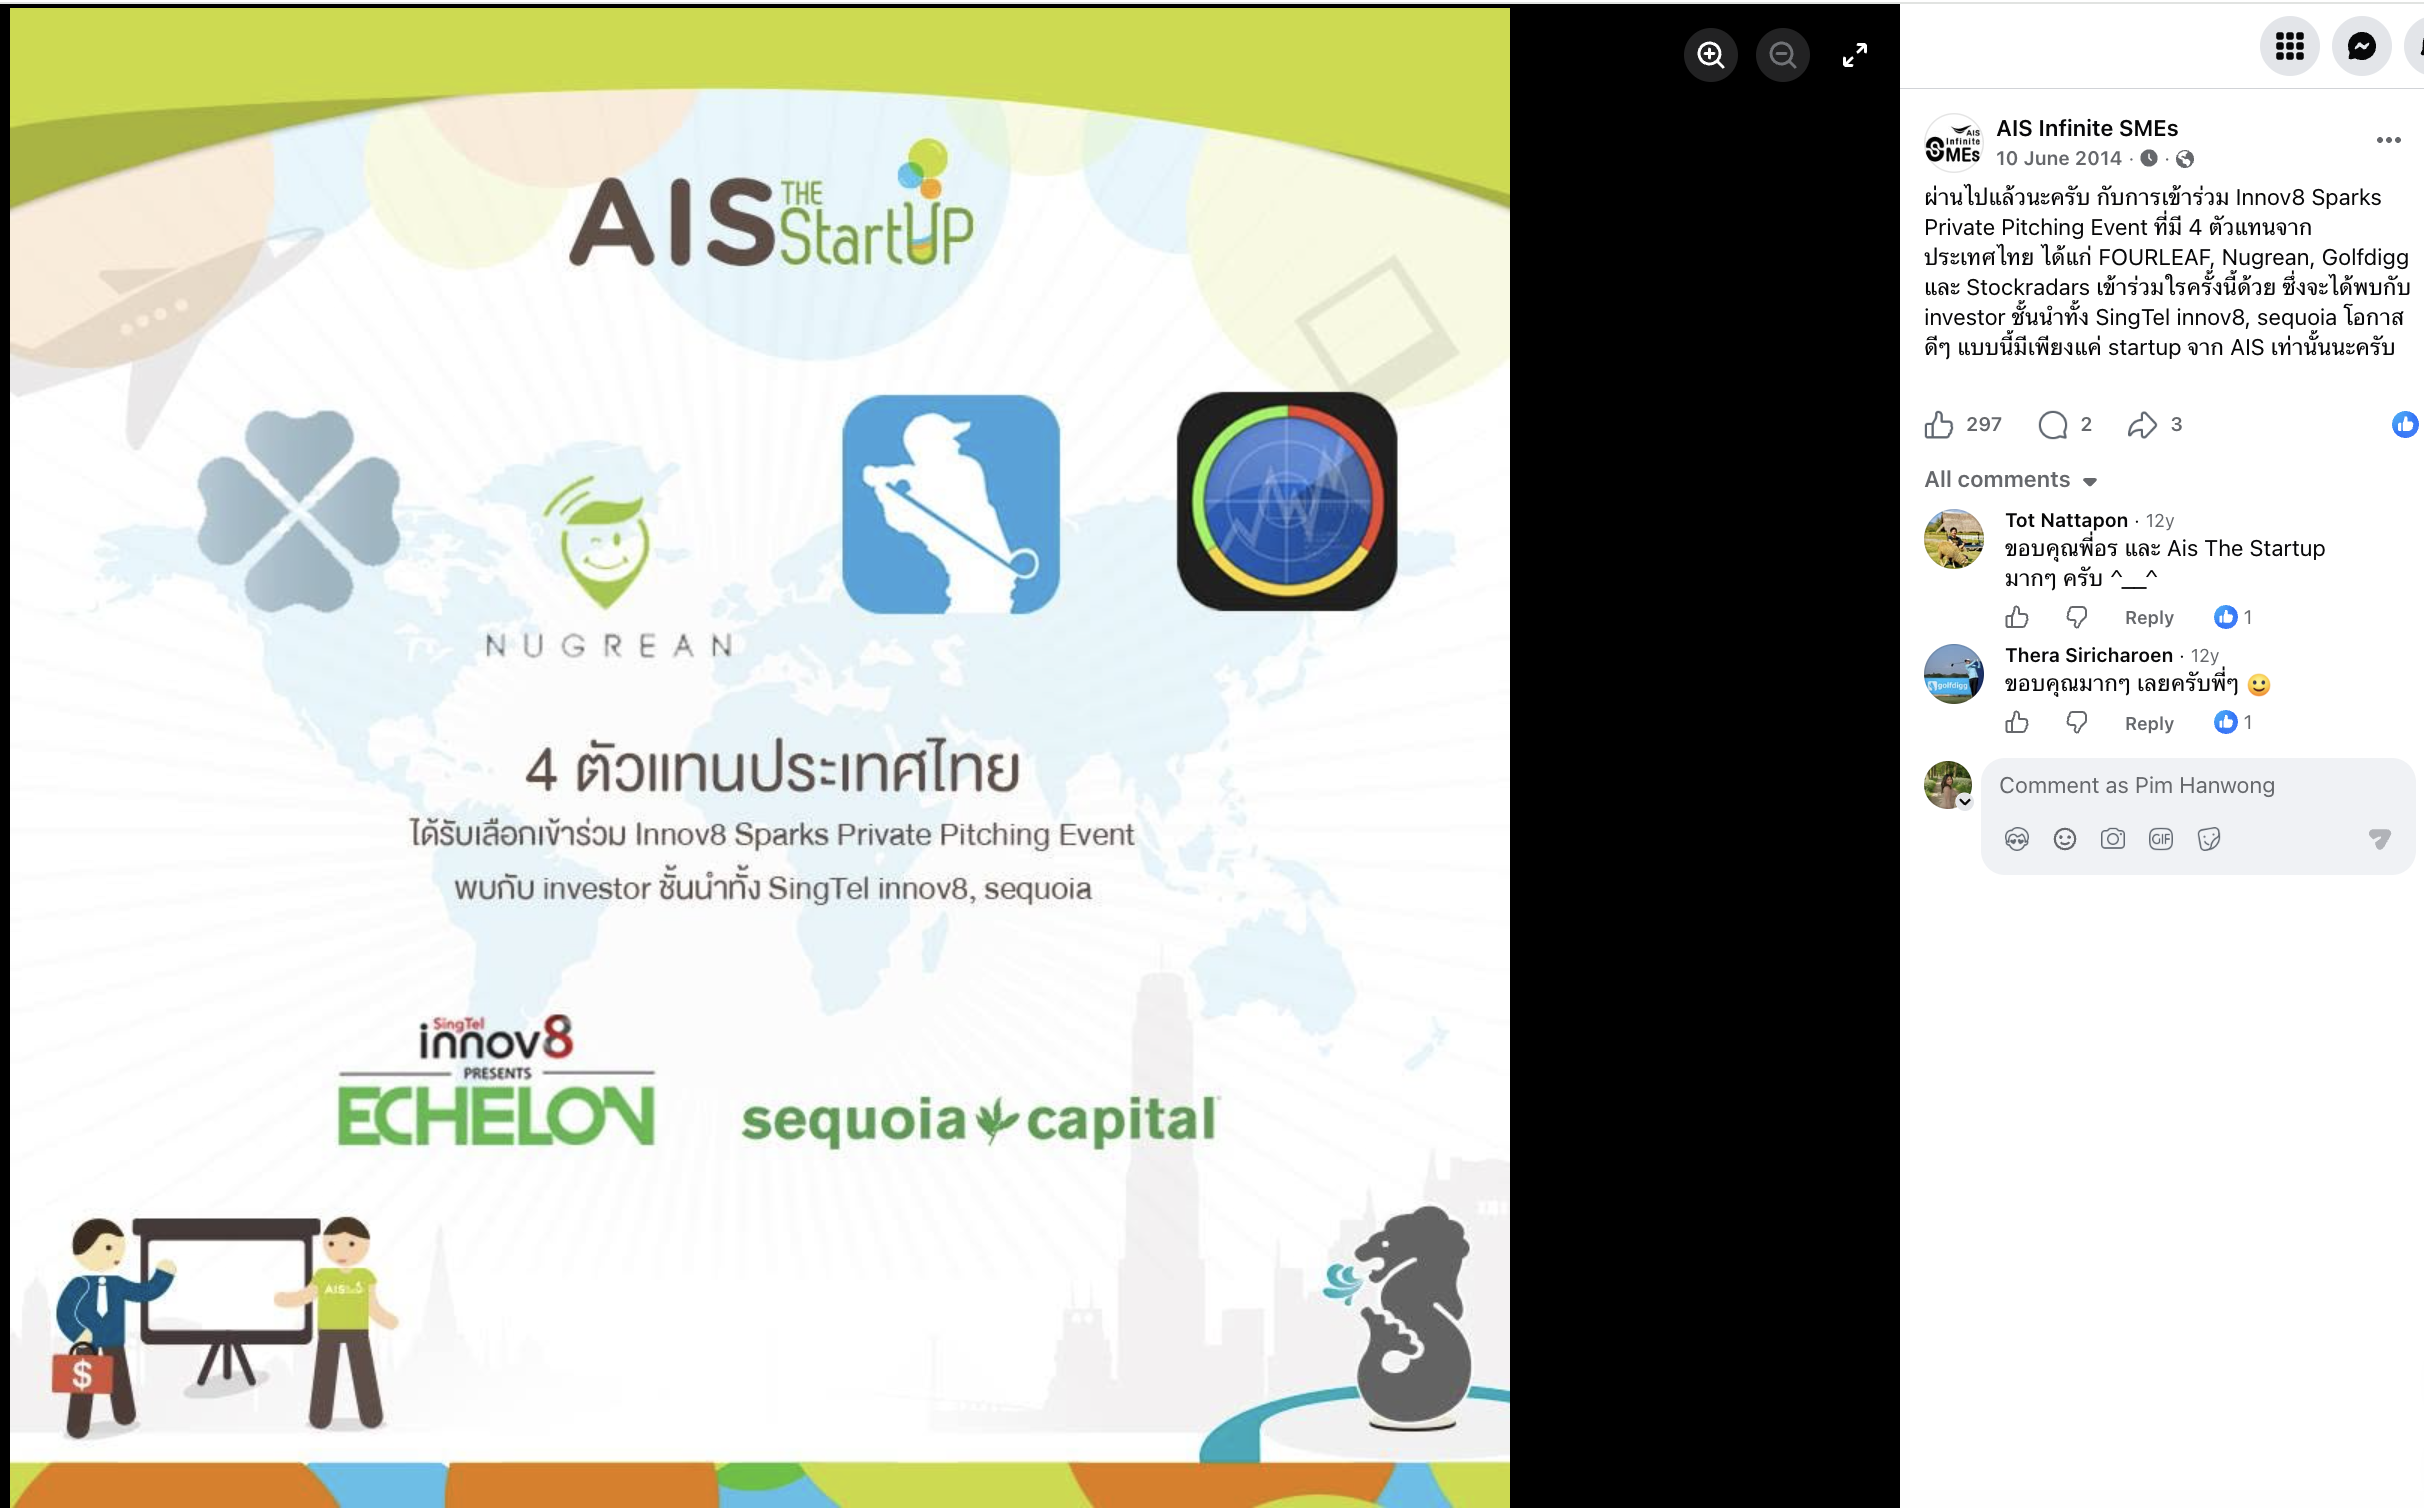 AIS THE StartUP
NUGREAN
4 ตัวแทนประเทศไทย
ได้รับเลือกเข้าร่วม Innov8 Sparks Private Pitching Event
พบกับ investor ชั้นนำทั้ง SingTel innov8, sequoia
SingTel
innov8
PRESENTS
ECHELON
sequoia capital
AIS
$
AIS Infinite SMEs
AIS Infinite SMEs
10 June 2014
ผ่านไปแล้วนะครับ กับการเข้าร่วม Innov8 Sparks
Private Pitching Event ที่มี 4 ตัวแทนจาก
ประเทศไทย ได้แก่ FOURLEAF, Nugrean, Golfdigg
และ Stockradars เข้าร่วมใรครั้งนี้ด้วย ซึ่งจะได้พบกับ
investor ชั้นนำทั้ง SingTel innov8, sequoia โอกาส
ดีๆ แบบนี้มีเพียงแค่ startup จาก AIS เท่านั้นนะครับ
297 2 3
All comments
Tot Nattapon · 12y
ขอบคุณพี่อร และ Ais The Startup
มากๆ ครับ ^__^
Reply 1
Thera Siricharoen · 12y
golfdigg
ขอบคุณมากๆ เลยครับพี่ๆ 🙂
Reply 1
Comment as Pim Hanwong
GIF